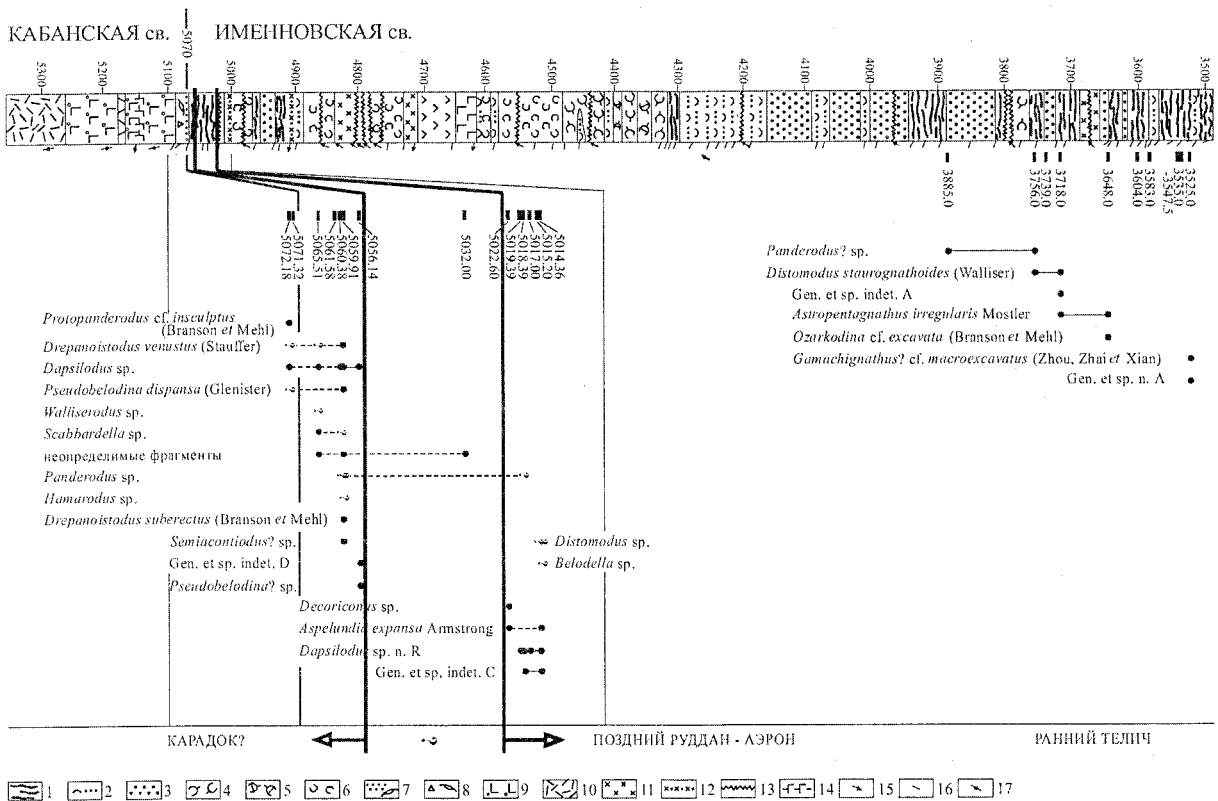 КАБАНСКАЯ св.
5070
ИМЕННОВСКАЯ св.
5300
5200
5100
5000
4900
4800
4700
4600
4500
4400
4300
4200
4100
4000
3900
3800
3700
3600
3500
5072.18
5071.32
5065.51
5061.58
5060.38
5059.91
5056.14
5032.00
5022.60
5019.39
5018.39
5017.00
5015.20
5014.36
3885.0
3756.0
3739.0
3718.0
3648.0
3604.0
3583.0
-3547.5
3535.0
3525.0
Panderodus? sp.
Distomodus staurognathoides (Walliser)
Gen. et sp. indet. A
Astropentagnathus irregularis Mostler
Ozarkodina cf. excavata (Branson et Mehl)
Gamachignathus? cf. macroexcavatus (Zhou, Zhai et Xian)
Gen. et sp. n. A
Protopanderodus cf. insculptus
(Branson et Mehl)
Drepanoistodus venustus (Stauffer)
Dapsilodus sp.
Pseudobelodina dispansa (Glenister)
Walliserodus sp.
Scabbardella sp.
неопределимые фрагменты
Panderodus sp.
Hamarodus sp.
Drepanoistodus suberectus (Branson et Mehl)
Semiacontiodus? sp.
Distomodus sp.
Gen. et sp. indet. D
Belodella sp.
Pseudobelodina? sp.
Decoriconus sp.
Aspelundia expansa Armstrong
Dapsilodus sp. n. R
Gen. et sp. indet. C
КАРАДОК?
ПОЗДНИЙ РУДДАН - АЭРОН
РАННИЙ ТЕЛИЧ
1 2 3 4 5 6 7 8 9 10 11 12 13 14 15 16 17